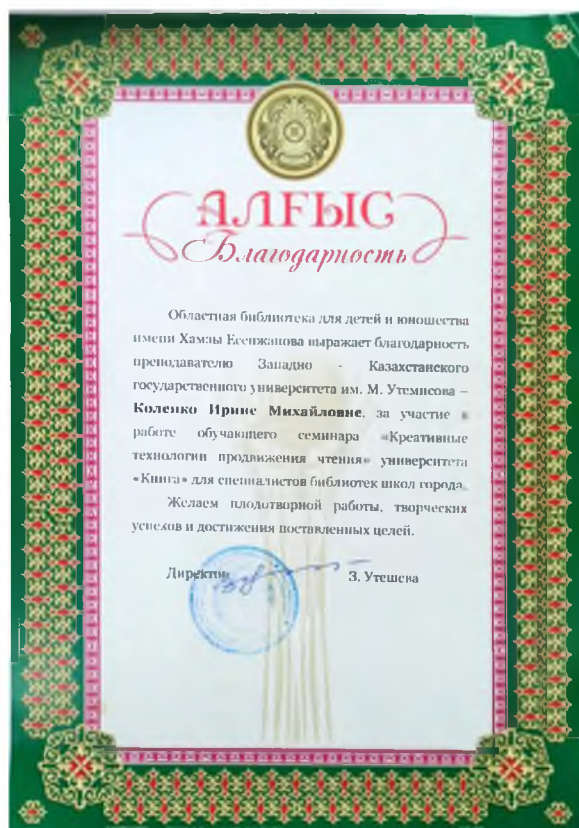 АЛҒЫС
Благодарность
Областная библиотека для детей и юношества
имени Хамзы Есенжанова выражает благодарность
преподавателю Западно - Казахстанского
государственного университета им. М. Утемисова –
Коленко Ирине Михайловне, за участие в
работе обучающего семинара «Креативные
технологии продвижения чтения» университета
«Книга» для специалистов библиотек школ города.
Желаем плодотворной работы, творческих
успехов и достижения поставленных целей.
Директор З. Утешева